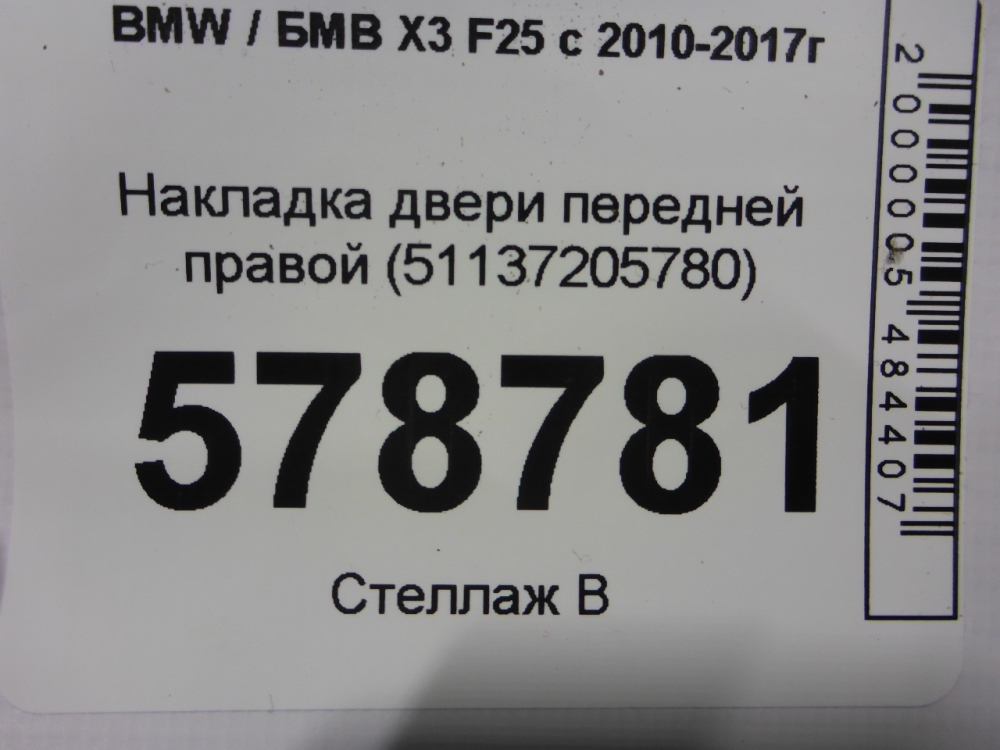 BMW / БМВ X3 F25 с 2010-2017г
Накладка двери передней
правой (51137205780)
578781
Стеллаж В
2000005484407